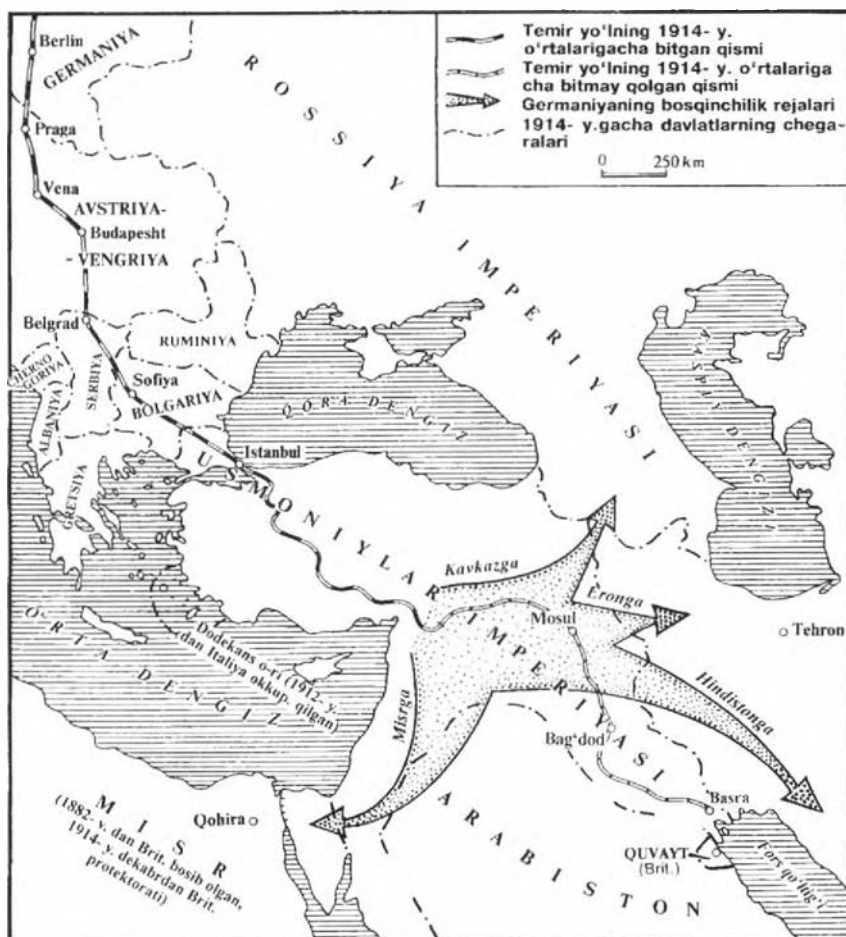 Temir yo'lning 1914- y.
o'rtalarigacha bitgan qismi
Temir yo'lning 1914- y. o'rtalariga
cha bitmay qolgan qismi
Germaniyaning bosqinchilik rejalari
1914- y.gacha davlatlarning chega-
ralari
0 250 km
Berlin
GERMANIYA
Praga
Vena
AVSTRIYA-
Budapesht
- VENGRIYA
Belgrad
RUMINIYA
CHERNO
GORIYA
SERBIYA
Sofiya
BOLGARIYA
ALBANIYA
GRETSIYA
Istanbul
ROSSIYA IMPERIYASI
QORA DENGIZ
KASPIY DENGIZI
USMONIYLAR IMPERIYASI
Kavkazga
Eronga
Mosul
Tehron
Hindistonga
Misrga
Bag'dod
Basra
O'RTA DENGIZ
Dodekans o-ri (1912- y.
dan Italiya okkup. qilgan)
MISR
(1882- y. dan Brit. bosib olgan,
1914- y. dekabrdan Brit.
protektorati)
Qohira
ARABISTON
QUVAYT
(Brit.)
Fors qo'ltig'i